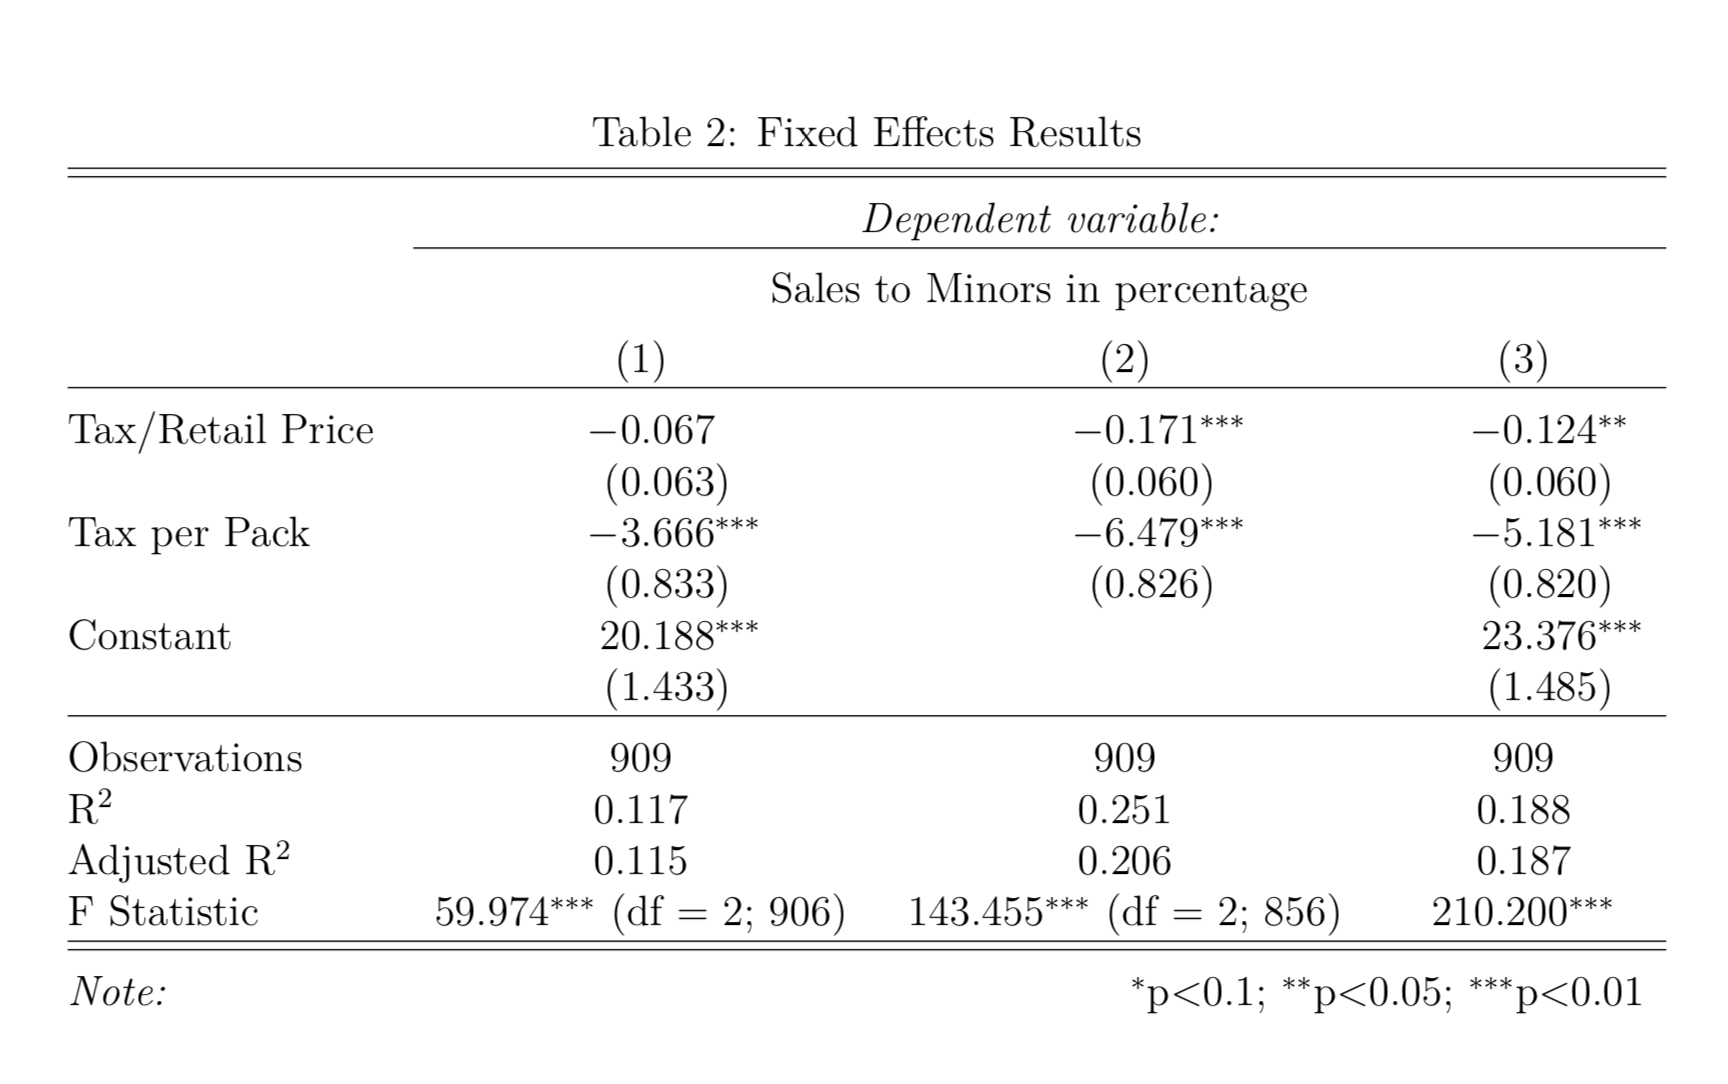 Table 2: Fixed Effects Results
Dependent variable:
Sales to Minors in percentage
(1) (2) (3)
Tax/Retail Price −0.067 −0.171*** −0.124**
(0.063) (0.060) (0.060)
Tax per Pack −3.666*** −6.479*** −5.181***
(0.833) (0.826) (0.820)
Constant 20.188*** 23.376***
(1.433) (1.485)
Observations 909 909 909
R² 0.117 0.251 0.188
Adjusted R² 0.115 0.206 0.187
F Statistic 59.974*** (df = 2; 906) 143.455*** (df = 2; 856) 210.200***
Note: *p<0.1; **p<0.05; ***p<0.01